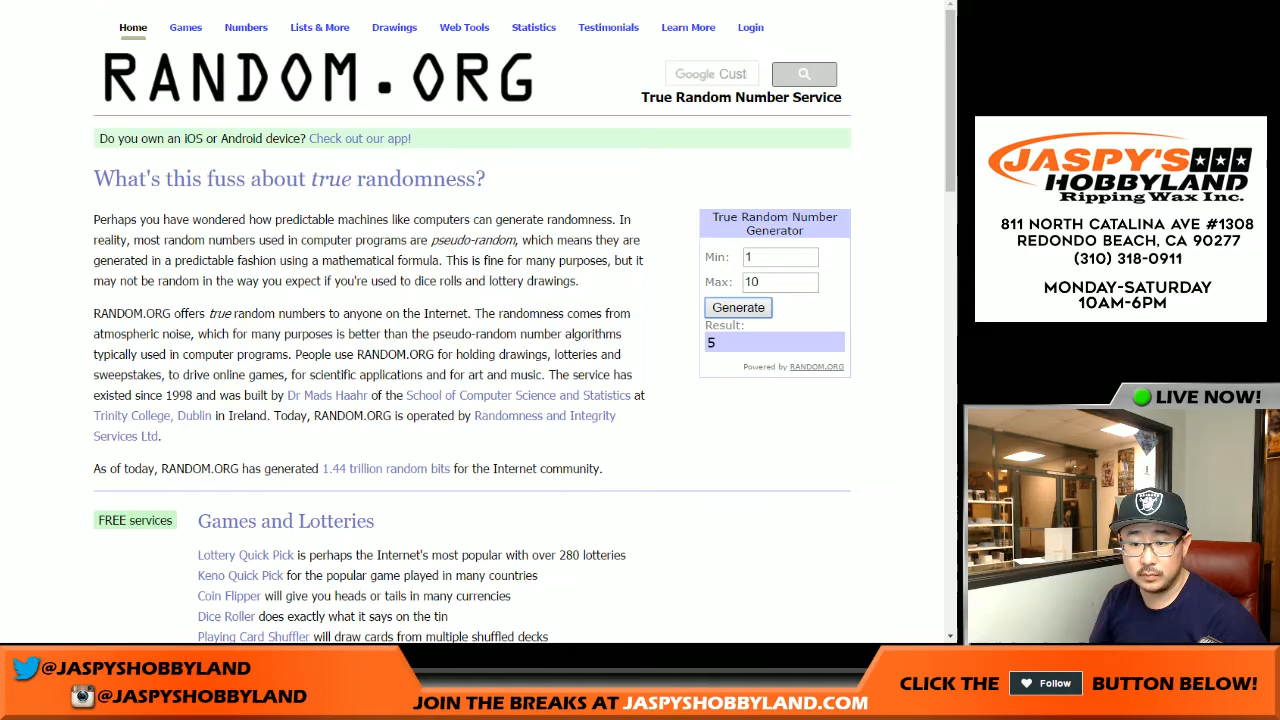 Home Games Numbers Lists & More Drawings Web Tools Statistics Testimonials Learn More Login
RANDOM.ORG
Google Cust
True Random Number Service
Do you own an iOS or Android device? Check out our app!
What's this fuss about true randomness?
Perhaps you have wondered how predictable machines like computers can generate randomness. In
reality, most random numbers used in computer programs are pseudo-random, which means they are
generated in a predictable fashion using a mathematical formula. This is fine for many purposes, but it
may not be random in the way you expect if you're used to dice rolls and lottery drawings.
RANDOM.ORG offers true random numbers to anyone on the Internet. The randomness comes from
atmospheric noise, which for many purposes is better than the pseudo-random number algorithms
typically used in computer programs. People use RANDOM.ORG for holding drawings, lotteries and
sweepstakes, to drive online games, for scientific applications and for art and music. The service has
existed since 1998 and was built by Dr Mads Haahr of the School of Computer Science and Statistics at
Trinity College, Dublin in Ireland. Today, RANDOM.ORG is operated by Randomness and Integrity
Services Ltd.
As of today, RANDOM.ORG has generated 1.44 trillion random bits for the Internet community.
True Random Number
Generator
Min: 1
Max: 10
Generate
Result:
5
Powered by RANDOM.ORG
FREE services
Games and Lotteries
Lottery Quick Pick is perhaps the Internet's most popular with over 280 lotteries
Keno Quick Pick for the popular game played in many countries
Coin Flipper will give you heads or tails in many currencies
Dice Roller does exactly what it says on the tin
Playing Card Shuffler will draw cards from multiple shuffled decks
JASPY'S
HOBBYLAND
Ripping Wax Inc.
811 NORTH CATALINA AVE #1308
REDONDO BEACH, CA 90277
(310) 318-0911
MONDAY-SATURDAY
10AM-6PM
LIVE NOW!
@JASPYSHOBBYLAND
@JASPYSHOBBYLAND
JOIN THE BREAKS AT JASPYSHOBBYLAND.COM
CLICK THE Follow BUTTON BELOW!